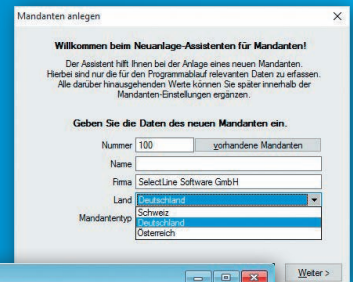 Mandanten anlegen
Willkommen beim Neuanlage-Assistenten für Mandanten!
Der Assistent hilft Ihnen bei der Anlage eines neuen Mandanten.
Hierbei sind nur die für den Programmablauf relevanten Daten zu erfassen.
Alle darüber hinausgehenden Werte können Sie später innerhalb der
Mandanten-Einstellungen ergänzen.
Geben Sie die Daten des neuen Mandanten ein.
Nummer 100 vorhandene Mandanten
Name
Firma SelectLine Software GmbH
Land Deutschland
Mandantentyp Schweiz
Deutschland
Österreich
Weiter >